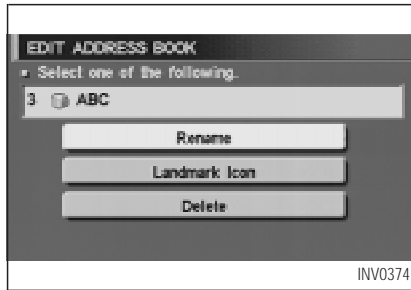 EDIT ADDRESS BOOK
Select one of the following.
3 ABC
Rename
Landmark Icon
Delete
INV0374